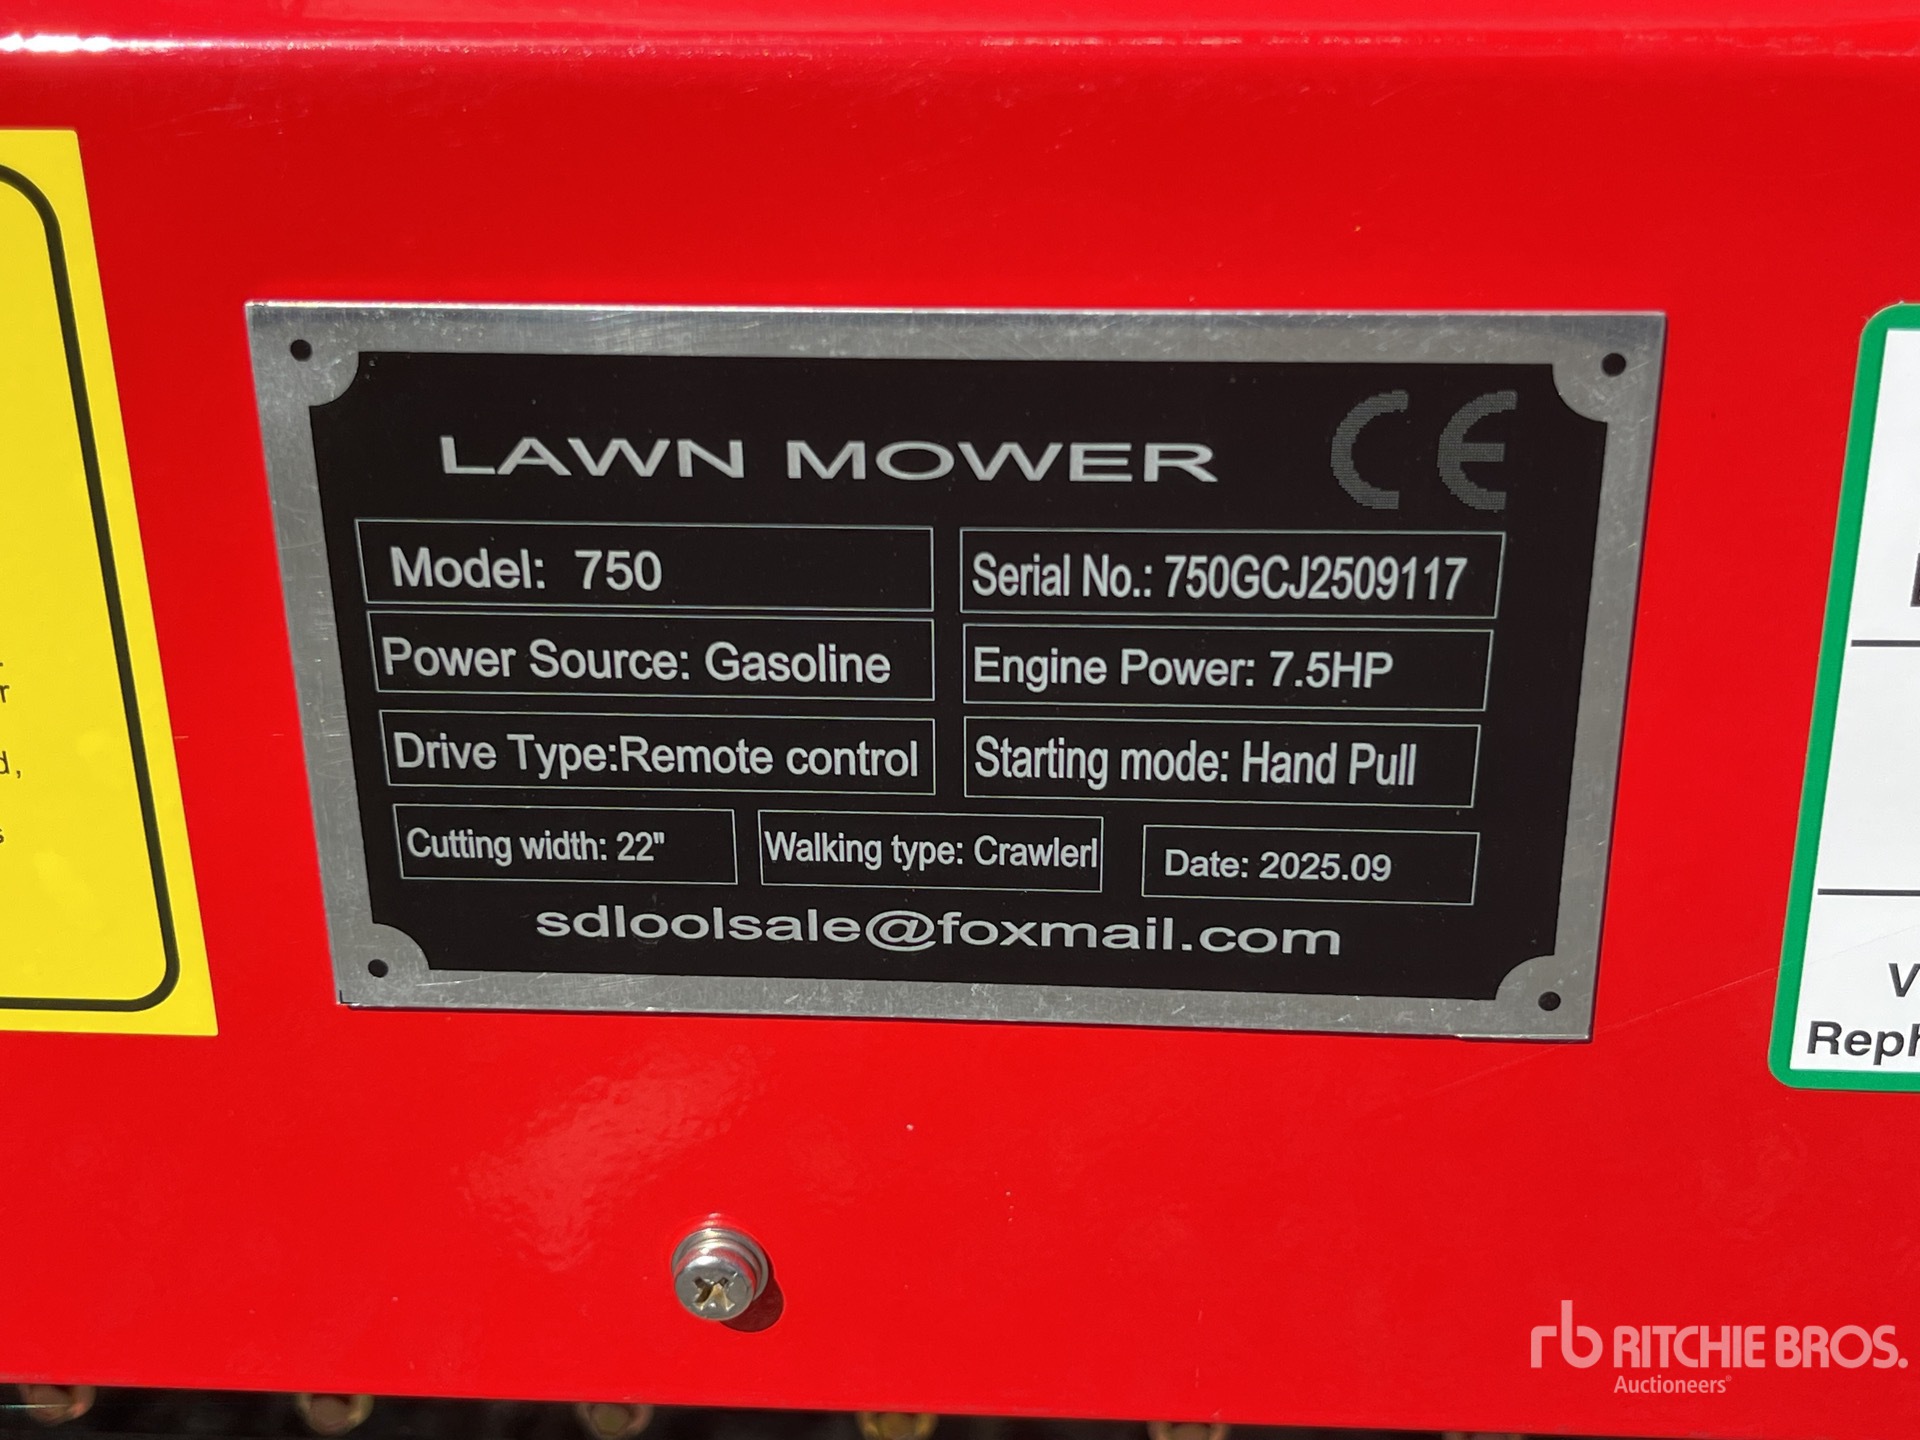 LAWN MOWER CE
Model: 750
Serial No.: 750GCJ2509117
Power Source: Gasoline
Engine Power: 7.5HP
Drive Type:Remote control
Starting mode: Hand Pull
Cutting width: 22"
Walking type: Crawlerl
Date: 2025.09
sdloolsale@foxmail.com
rb RITCHIE BROS.
Auctioneers